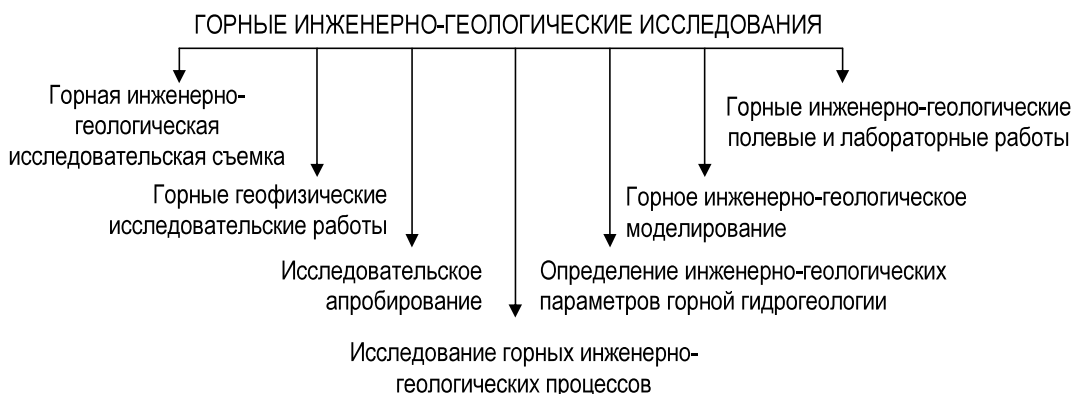 ГОРНЫЕ ИНЖЕНЕРНО-ГЕОЛОГИЧЕСКИЕ ИССЛЕДОВАНИЯ
Горная инженерно-
геологическая
исследовательская съемка
Горные геофизические
исследовательские работы
Исследовательское
апробирование
Исследование горных инженерно-
геологических процессов
Определение инженерно-геологических
параметров горной гидрогеологии
Горное инженерно-геологическое
моделирование
Горные инженерно-геологические
полевые и лабораторные работы